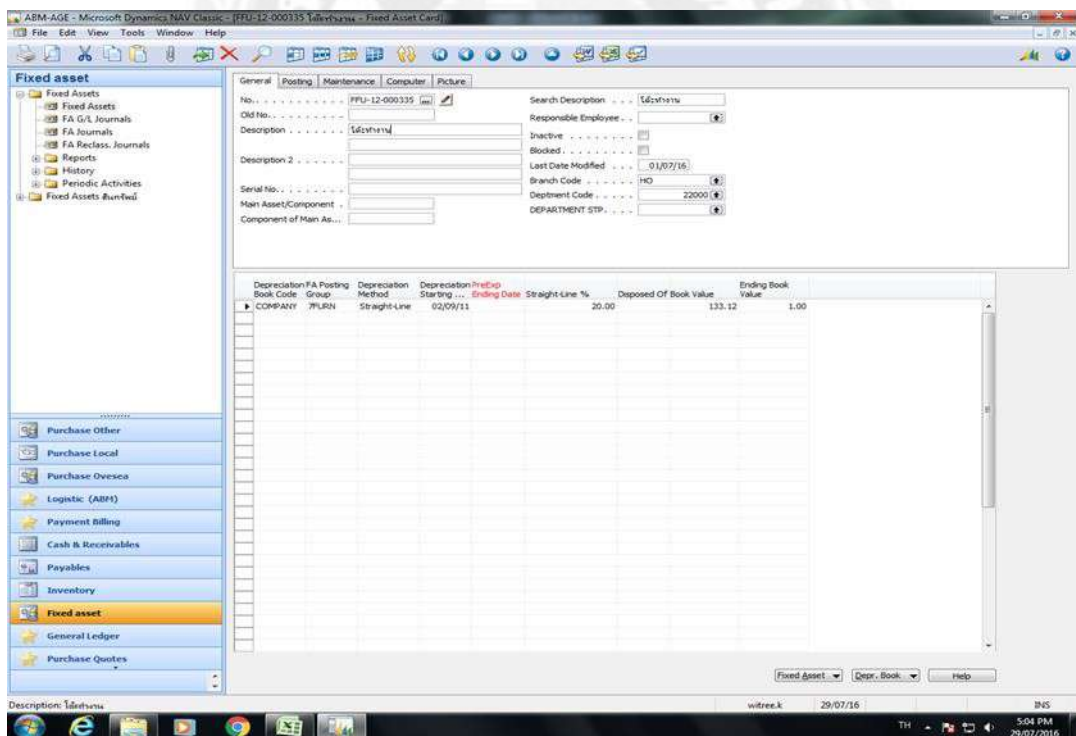 ABM-AGE - Microsoft Dynamics NAV Classic - [FFU-12-000335 โต๊ะทำงาน - Fixed Asset Card]
File Edit View Tools Window Help
Fixed asset
Fixed Assets
Fixed Assets
FA G/L Journals
FA Journals
FA Reclass. Journals
Reports
History
Periodic Activities
Fixed Assets สินทรัพย์
General Posting Maintenance Computer Picture
No. FFU-12-000335
Old No.
Description โต๊ะทำงาน
Description 2
Serial No.
Main Asset/Component
Component of Main As...
Search Description โต๊ะทำงาน
Responsible Employee
Inactive
Blocked
Last Date Modified 01/07/16
Branch Code HO
Deptment Code 22000
DEPARTMENT STP.
Depreciation Book Code FA Posting Group Depreciation Method Depreciation Starting ... PreExp Ending Date Straight-Line % Disposed Of Book Value Ending Book Value
COMPANY 7FURN Straight-Line 02/09/11 20.00 133.12 1.00
Purchase Other
Purchase Local
Purchase Ovesea
Logistic (ABM)
Payment Billing
Cash & Receivables
Payables
Inventory
Fixed asset
General Ledger
Purchase Quotes
Fixed Asset Depr. Book Help
Description: โต๊ะทำงาน witree.k 29/07/16 INS
TH 5:04 PM
29/07/2016